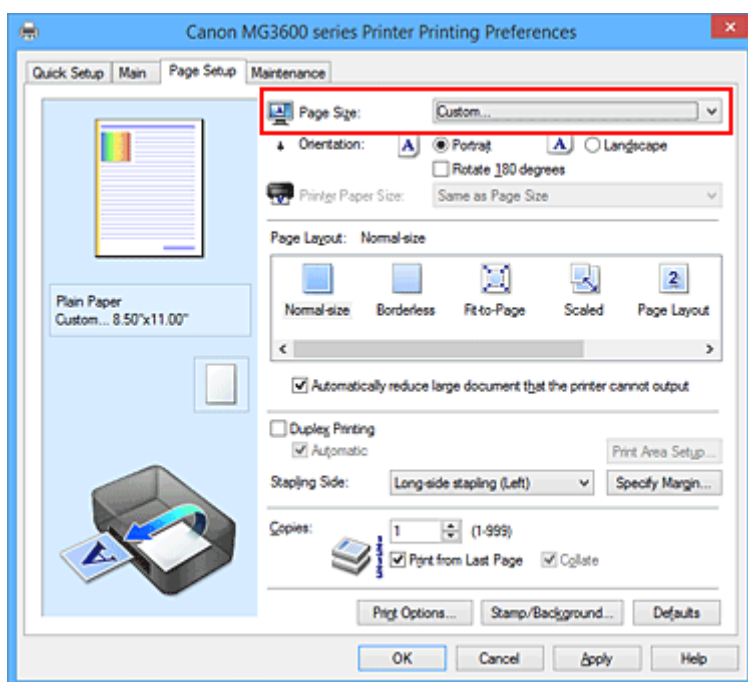 Canon MG3600 series Printer Printing Preferences
Quick Setup Main Page Setup Maintenance
Page Size: Custom...
Orientation: A Portrait A Landscape
Rotate 180 degrees
Printer Paper Size: Same as Page Size
Page Layout: Normal-size
2
Normal-size Borderless Fit-to-Page Scaled Page Layout
Plain Paper
Custom... 8.50"x11.00"
Automatically reduce large document that the printer cannot output
Duplex Printing
Automatic
Print Area Setup...
Stapling Side: Long-side stapling (Left) Specify Margin...
Copies: 1 (1-999)
Print from Last Page Collate
A
Print Options... Stamp/Background... Defaults
OK Cancel Apply Help